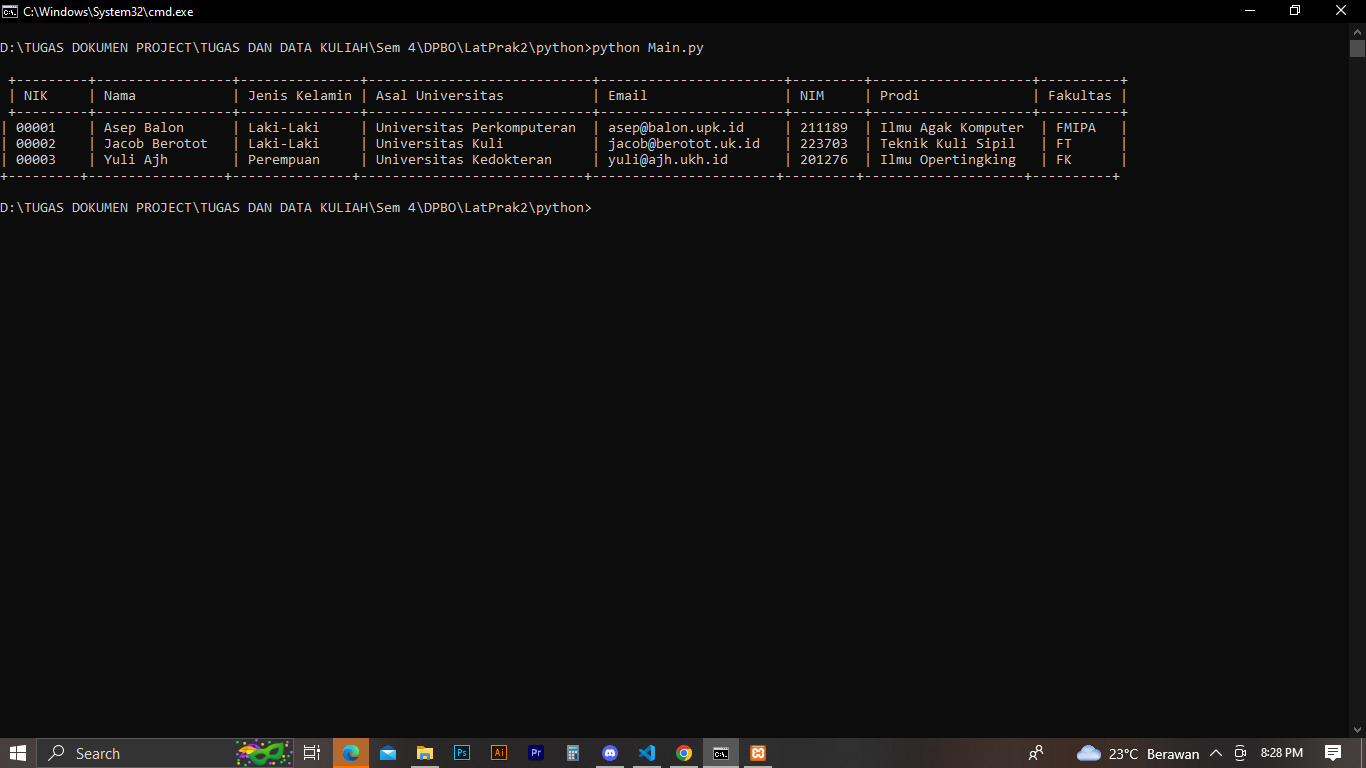 C:\Windows\System32\cmd.exe
D:\TUGAS DOKUMEN PROJECT\TUGAS DAN DATA KULIAH\Sem 4\DPBO\LatPrak2\python>python Main.py
 +---------+-----------------+---------------+----------------------------+-----------------------+---------+--------------------+----------+
 | NIK     | Nama            | Jenis Kelamin | Asal Universitas           | Email                 | NIM     | Prodi              | Fakultas |
 +---------+-----------------+---------------+----------------------------+-----------------------+---------+--------------------+----------+
| 00001    | Asep Balon      | Laki-Laki     | Universitas Perkomputeran  | asep@balon.upk.id     | 211189  | Ilmu Agak Komputer  | FMIPA   |
| 00002    | Jacob Berotot   | Laki-Laki     | Universitas Kuli           | jacob@berotot.uk.id   | 223703  | Teknik Kuli Sipil   | FT      |
| 00003    | Yuli Ajh        | Perempuan     | Universitas Kedokteran     | yuli@ajh.ukh.id       | 201276  | Ilmu Opertingking   | FK      |
+---------+-----------------+---------------+----------------------------+-----------------------+---------+--------------------+----------+
D:\TUGAS DOKUMEN PROJECT\TUGAS DAN DATA KULIAH\Sem 4\DPBO\LatPrak2\python>
Search
Ps
Ai
Pr
23°C Berawan
8:28 PM